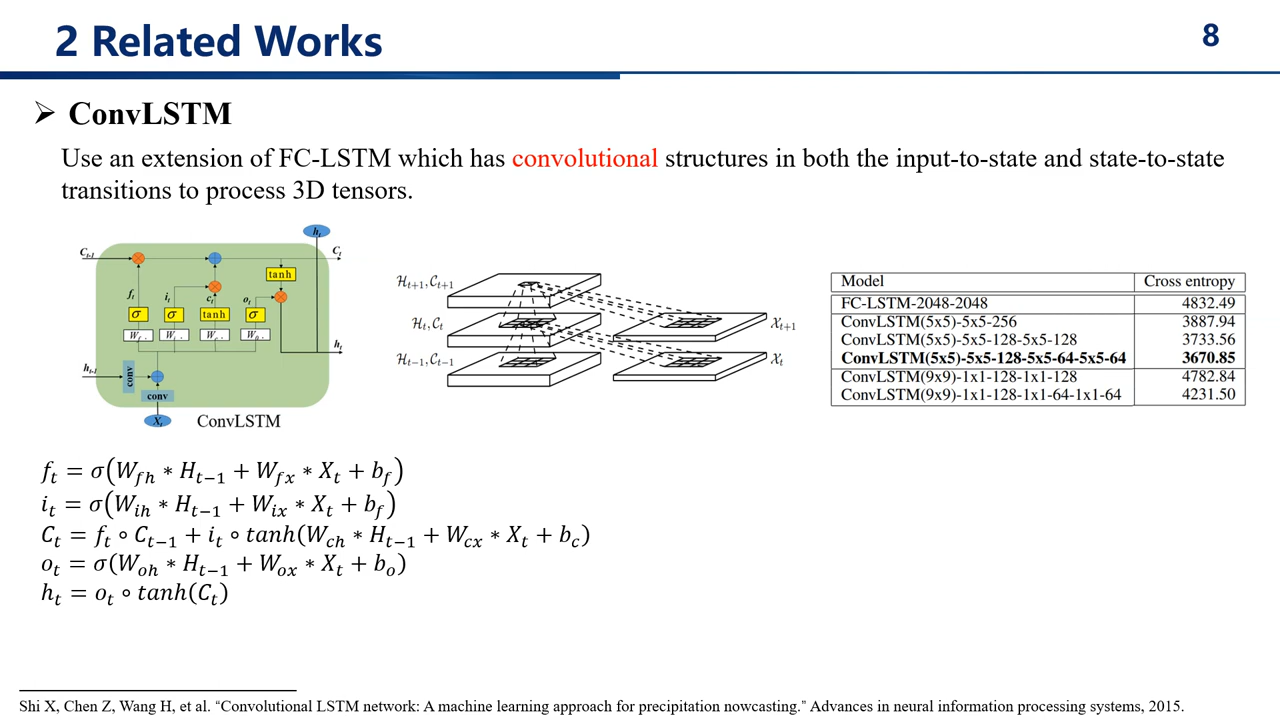 2 Related Works
8
➢ ConvLSTM
Use an extension of FC-LSTM which has convolutional structures in both the input-to-state and state-to-state
transitions to process 3D tensors.
h_t
C_{t-1}
C_t
tanh
f_t
i_t
c_t
o_t
σ
σ
tanh
σ
h_t
h_{t-1}
conv
conv
X_t
ConvLSTM
H_{t+1}, C_{t+1}
H_t, C_t
X_{t+1}
H_{t-1}, C_{t-1}
X_t
Model Cross entropy
FC-LSTM-2048-2048 4832.49
ConvLSTM(5x5)-5x5-256 3887.94
ConvLSTM(5x5)-5x5-128-5x5-128 3733.56
ConvLSTM(5x5)-5x5-128-5x5-64-5x5-64 3670.85
ConvLSTM(9x9)-1x1-128-1x1-128 4782.84
ConvLSTM(9x9)-1x1-128-1x1-64-1x1-64 4231.50
f_t = σ(W_{fh} * H_{t−1} + W_{fx} * X_t + b_f)
i_t = σ(W_{ih} * H_{t−1} + W_{ix} * X_t + b_f)
C_t = f_t ∘ C_{t−1} + i_t ∘ tanh(W_{ch} * H_{t−1} + W_{cx} * X_t + b_c)
o_t = σ(W_{oh} * H_{t−1} + W_{ox} * X_t + b_o)
h_t = o_t ∘ tanh(C_t)
Shi X, Chen Z, Wang H, et al. “Convolutional LSTM network: A machine learning approach for precipitation nowcasting.” Advances in neural information processing systems, 2015.